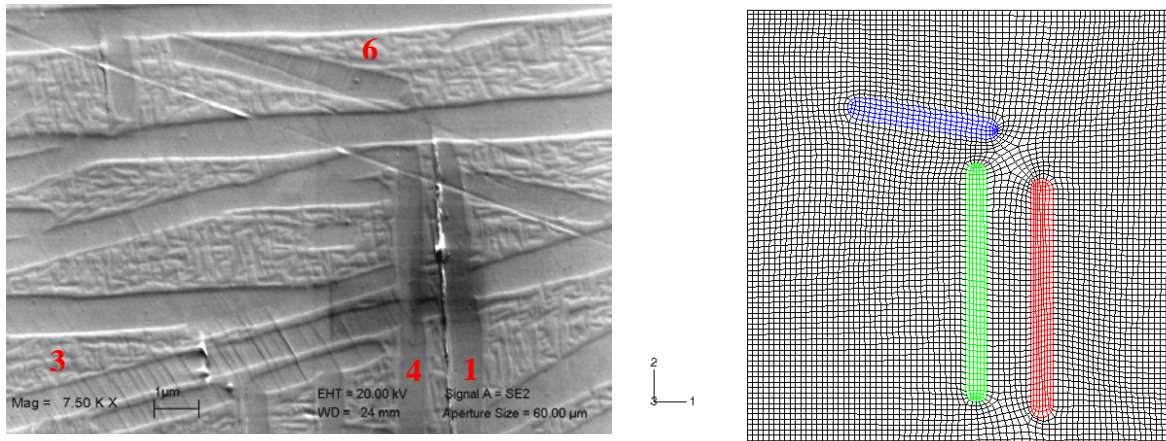 6
3
4
1
Mag = 7.50 K X
1µm
EHT = 20.00 kV
WD = 24 mm
Signal A = SE2
Aperture Size = 60.00 µm
2
3
1